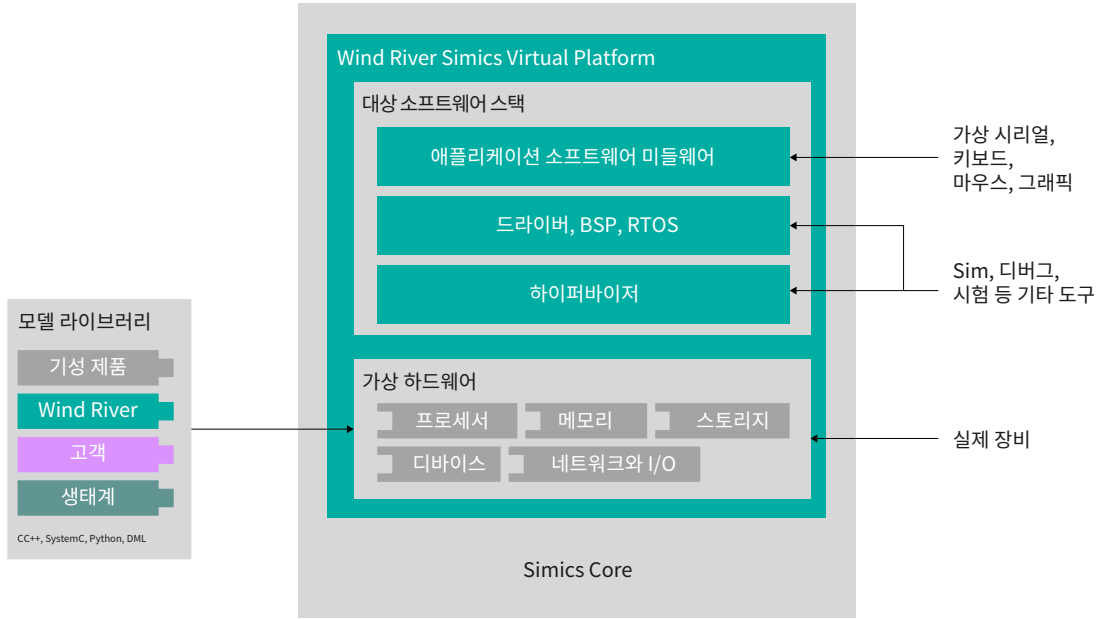 Wind River Simics Virtual Platform
대상 소프트웨어 스택
애플리케이션 소프트웨어 미들웨어
드라이버, BSP, RTOS
하이퍼바이저
가상 시리얼,
키보드,
마우스, 그래픽
Sim, 디버그,
시험 등 기타 도구
모델 라이브러리
기성 제품
Wind River
고객
생태계
CC++, SystemC, Python, DML
가상 하드웨어
프로세서
메모리
스토리지
디바이스
네트워크와 I/O
실제 장비
Simics Core